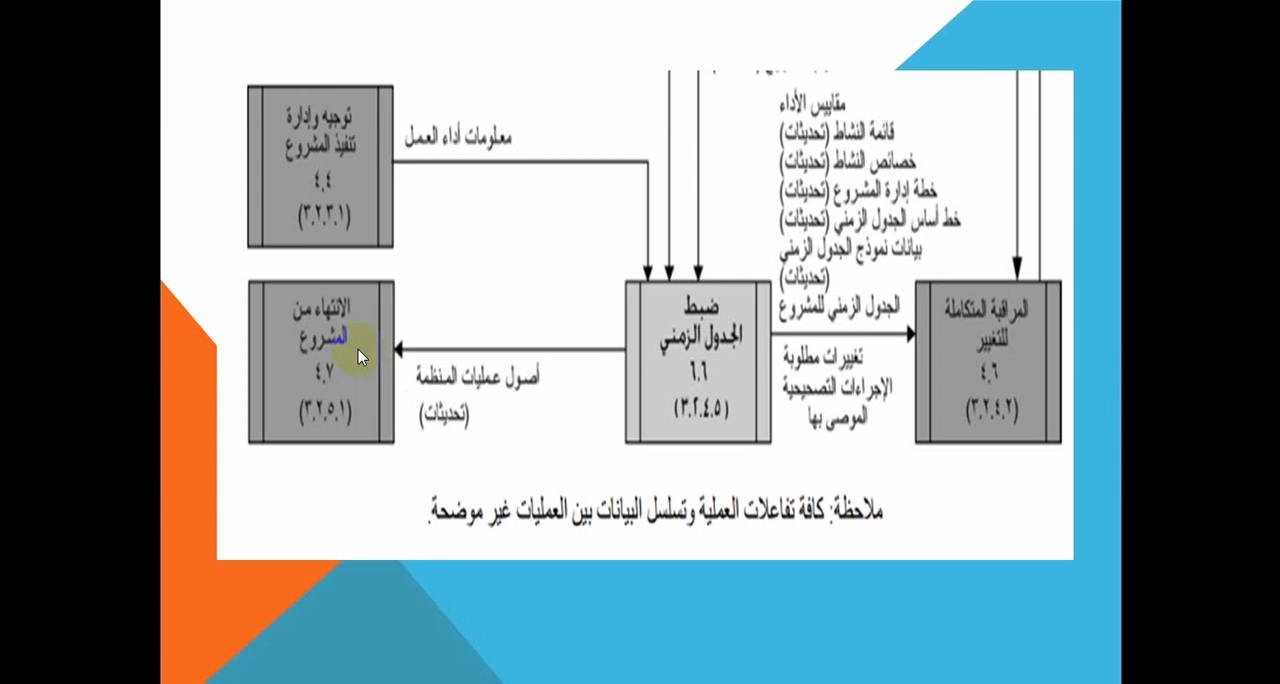 توجيه وإدارة
تنفيذ المشروع
٤.٤
(٣.٢.٣.١)
معلومات أداء العمل
مقاييس الأداء
قائمة النشاط (تحديثات)
خصائص النشاط (تحديثات)
خطة إدارة المشروع (تحديثات)
خط أساس الجدول الزمني (تحديثات)
بيانات نموذج الجدول الزمني
(تحديثات)
الجدول الزمني للمشروع
تغييرات مطلوبة
الإجراءات التصحيحية
الموصى بها
المراقبة المتكاملة
للتغيير
٤.٦
(٣.٢.٤.٢)
ضبط
الجدول الزمني
٦.٦
(٣.٢.٤.٥)
أصول عمليات المنظمة
(تحديثات)
الانتهاء من
المشروع
٤.٧
(٣.٢.٥.١)
ملاحظة: كافة تفاعلات العملية وتسلسل البيانات بين العمليات غير موضحة.